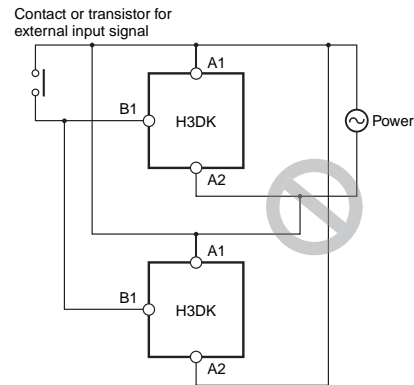 Contact or transistor for
external input signal
A1
B1
H3DK
Power
A2
A1
B1
H3DK
A2